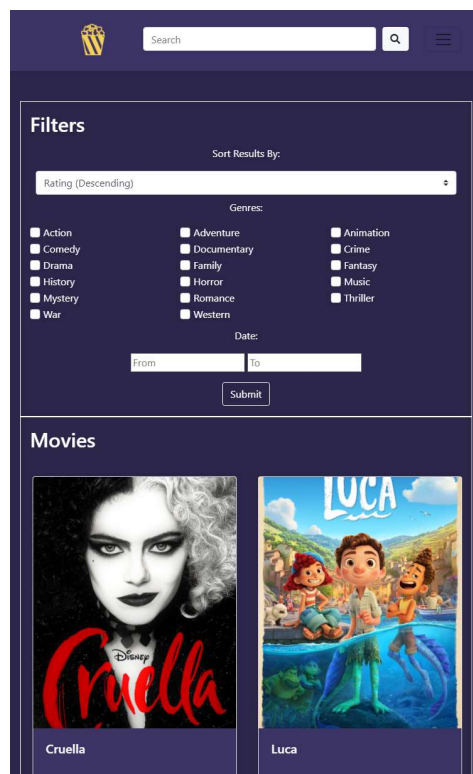 Search
Filters
Sort Results By:
Rating (Descending)
Genres:
Action Adventure Animation
Comedy Documentary Crime
Drama Family Fantasy
History Horror Music
Mystery Romance Thriller
War Western
Date:
From To
Submit
Movies
LUCA
Disney
Cruella
Cruella Luca